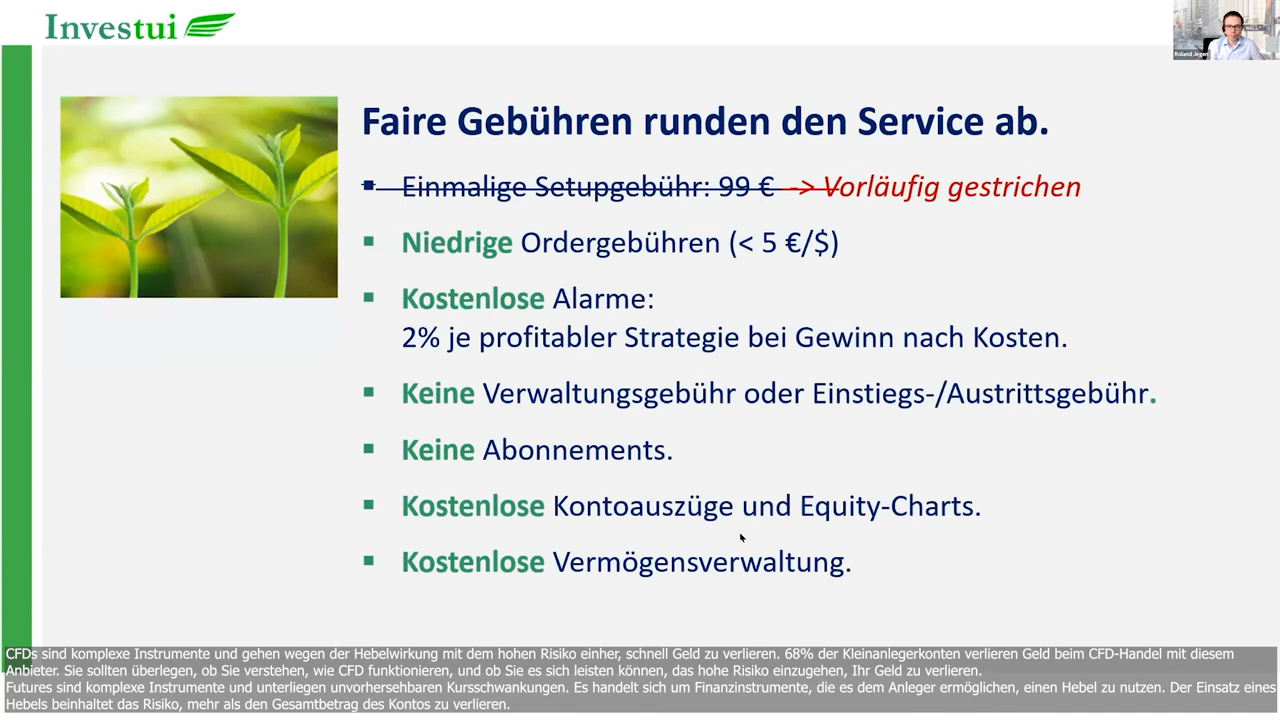 Investui
Roland Jegen
Faire Gebühren runden den Service ab.
Einmalige Setupgebühr: 99 € -> Vorläufig gestrichen
Niedrige Ordergebühren (< 5 €/$)
Kostenlose Alarme:
2% je profitabler Strategie bei Gewinn nach Kosten.
Keine Verwaltungsgebühr oder Einstiegs-/Austrittsgebühr.
Keine Abonnements.
Kostenlose Kontoauszüge und Equity-Charts.
Kostenlose Vermögensverwaltung.
CFDs sind komplexe Instrumente und gehen wegen der Hebelwirkung mit dem hohen Risiko einher, schnell Geld zu verlieren. 68% der Kleinanlegerkonten verlieren Geld beim CFD-Handel mit diesem
Anbieter. Sie sollten überlegen, ob Sie verstehen, wie CFD funktionieren, und ob Sie es sich leisten können, das hohe Risiko einzugehen, Ihr Geld zu verlieren.
Futures sind komplexe Instrumente und unterliegen unvorhersehbaren Kursschwankungen. Es handelt sich um Finanzinstrumente, die es dem Anleger ermöglichen, einen Hebel zu nutzen. Der Einsatz eines
Hebels beinhaltet das Risiko, mehr als den Gesamtbetrag des Kontos zu verlieren.